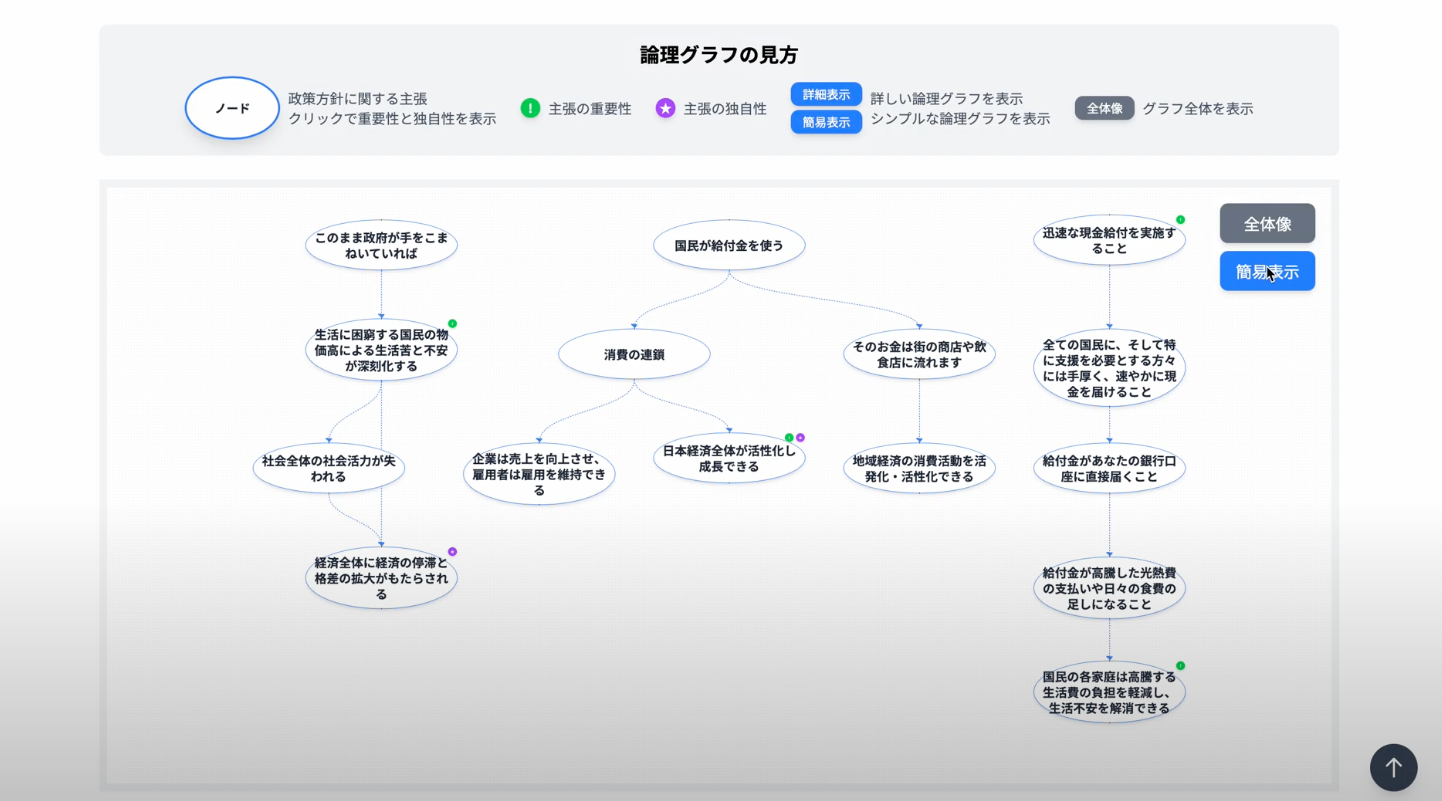 論理グラフの見方
ノード
政策方針に関する主張
クリックで重要性と独自性を表示
主張の重要性
主張の独自性
詳細表示
詳しい論理グラフを表示
簡易表示
シンプルな論理グラフを表示
全体像
グラフ全体を表示
全体像
簡易表示
このまま政府が手をこま
ねいていれば
国民が給付金を使う
迅速な現金給付を実施す
ること
生活に困窮する国民の物
価高による生活苦と不安
が深刻化する
消費の連鎖
そのお金は街の商店や飲
食店に流れます
全ての国民に、そして特
に支援を必要とする方々
には手厚く、速やかに現
金を届けること
社会全体の社会活力が失
われる
企業は売上を向上させ、
雇用者は雇用を維持でき
る
日本経済全体が活性化し
成長できる
地域経済の消費活動を活
発化・活性化できる
給付金があなたの銀行口
座に直接届くこと
経済全体に経済の停滞と
格差の拡大がもたらされ
る
給付金が高騰した光熱費
の支払いや日々の食費の
足しになること
国民の各家庭は高騰する
生活費の負担を軽減し、
生活不安を解消できる